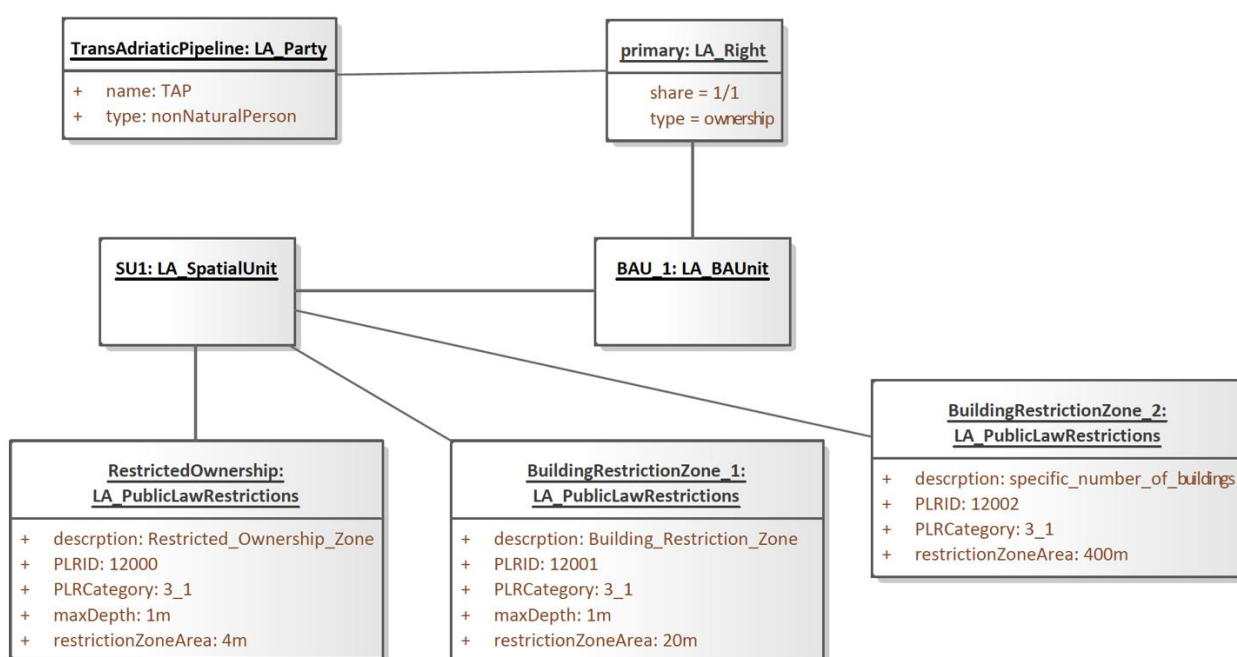 TransAdriaticPipeline: LA_Party
+ name: TAP
+ type: nonNaturalPerson
primary: LA_Right
share = 1/1
type = ownership
SU1: LA_SpatialUnit
BAU_1: LA_BAUnit
RestrictedOwnership:
LA_PublicLawRestrictions
+ descrption: Restricted_Ownership_Zone
+ PLRID: 12000
+ PLRCategory: 3_1
+ maxDepth: 1m
+ restrictionZoneArea: 4m
BuildingRestrictionZone_1:
LA_PublicLawRestrictions
+ descrption: Building_Restriction_Zone
+ PLRID: 12001
+ PLRCategory: 3_1
+ maxDepth: 1m
+ restrictionZoneArea: 20m
BuildingRestrictionZone_2:
LA_PublicLawRestrictions
+ descrption: specific_number_of_buildings
+ PLRID: 12002
+ PLRCategory: 3_1
+ restrictionZoneArea: 400m